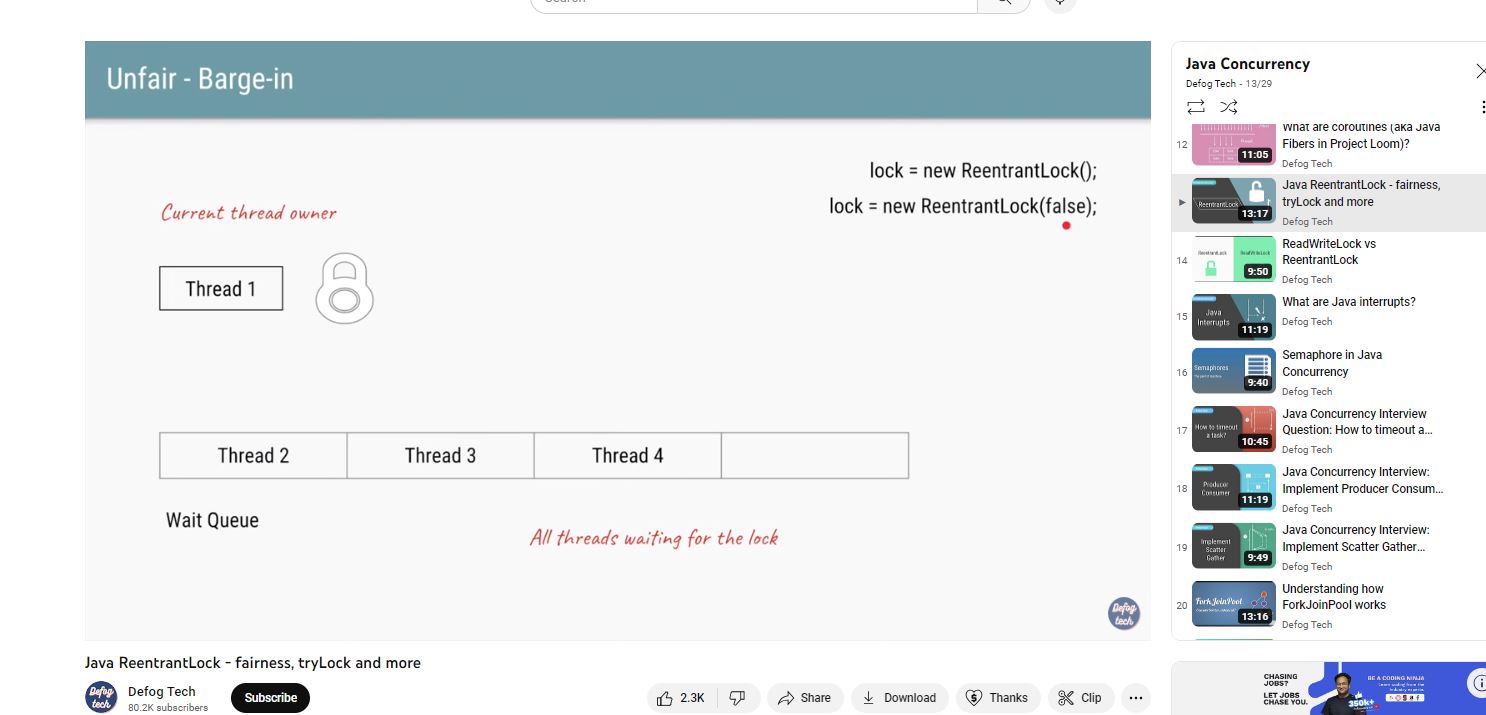 Search
Unfair - Barge-in
lock = new ReentrantLock();
lock = new ReentrantLock(false);
Current thread owner
Thread 1
Thread 2
Thread 3
Thread 4
Wait Queue
All threads waiting for the lock
Defog
tech
Java ReentrantLock - fairness, tryLock and more
Defog
tech
Defog Tech
80.2K subscribers
Subscribe
2.3K
Share
Download
Thanks
Clip
Java Concurrency
Defog Tech - 13/29
12
11:05
What are coroutines (aka Java
Fibers in Project Loom)?
Defog Tech
ReentrantLock
13:17
Java ReentrantLock - fairness,
tryLock and more
Defog Tech
14
ReentrantLock
ReadWriteLock
9:50
ReadWriteLock vs
ReentrantLock
Defog Tech
15
Java
Interrupts
11:19
What are Java interrupts?
Defog Tech
16
Semaphores
9:40
Semaphore in Java
Concurrency
Defog Tech
17
How to timeout
a task?
10:45
Java Concurrency Interview
Question: How to timeout a...
Defog Tech
18
Producer
Consumer
11:19
Java Concurrency Interview:
Implement Producer Consum...
Defog Tech
19
Implement
Scatter
Gather
9:49
Java Concurrency Interview:
Implement Scatter Gather...
Defog Tech
20
ForkJoinPool
13:16
Understanding how
ForkJoinPool works
Defog Tech
CHASING
JOBS?
LET JOBS
CHASE YOU.
350k+
BE A CODING NINJA